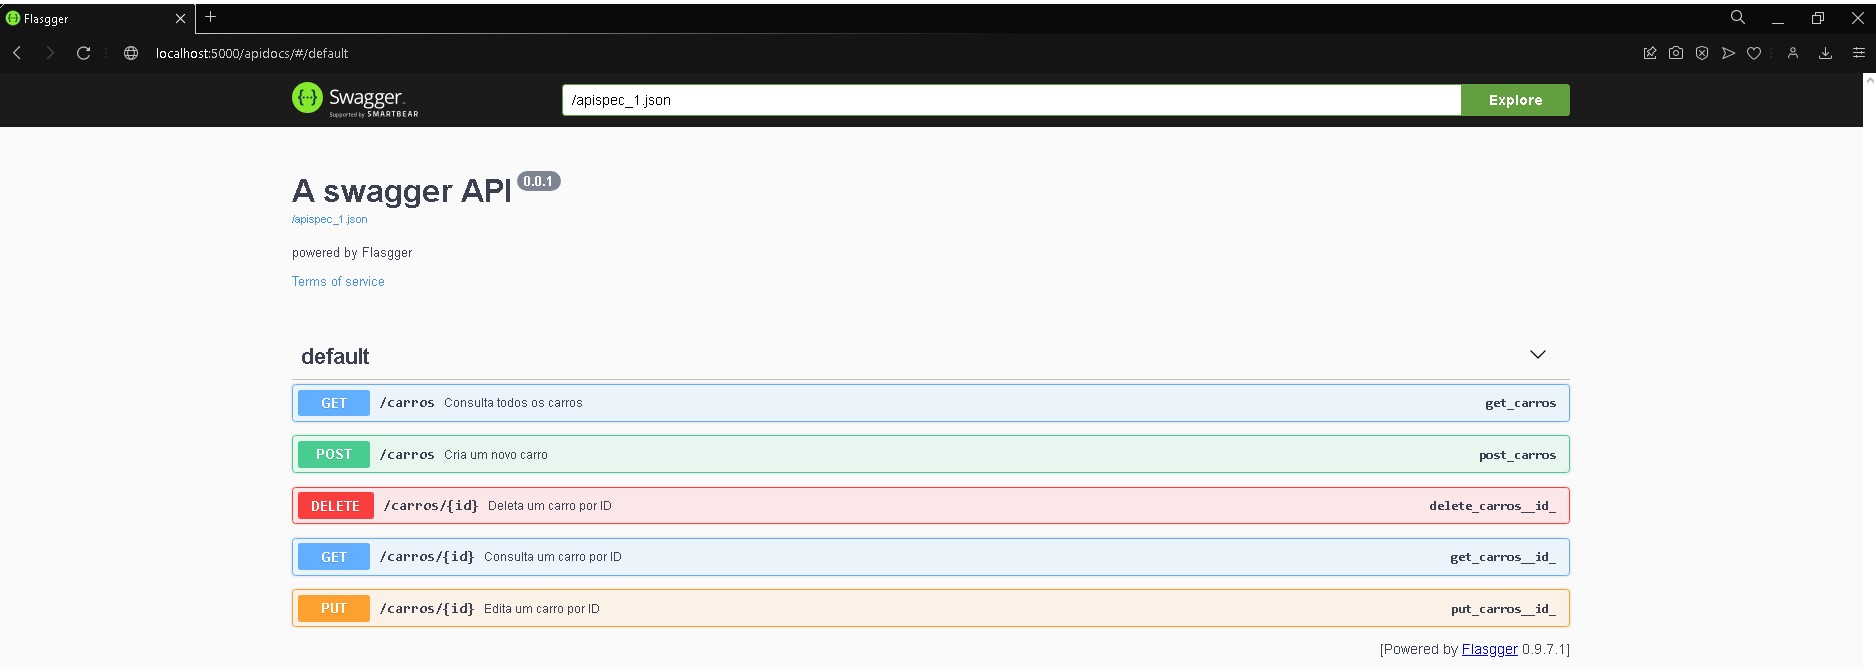 Flasgger
localhost:5000/apidocs/#/default
Swagger
Supported by SMARTBEAR
/apispec_1.json
Explore
A swagger API 0.0.1
/apispec_1.json
powered by Flasgger
Terms of service
default
GET /carros Consulta todos os carros get_carros
POST /carros Cria um novo carro post_carros
DELETE /carros/{id} Deleta um carro por ID delete_carros__id_
GET /carros/{id} Consulta um carro por ID get_carros__id_
PUT /carros/{id} Edita um carro por ID put_carros__id_
[Powered by Flasgger 0.9.7.1]